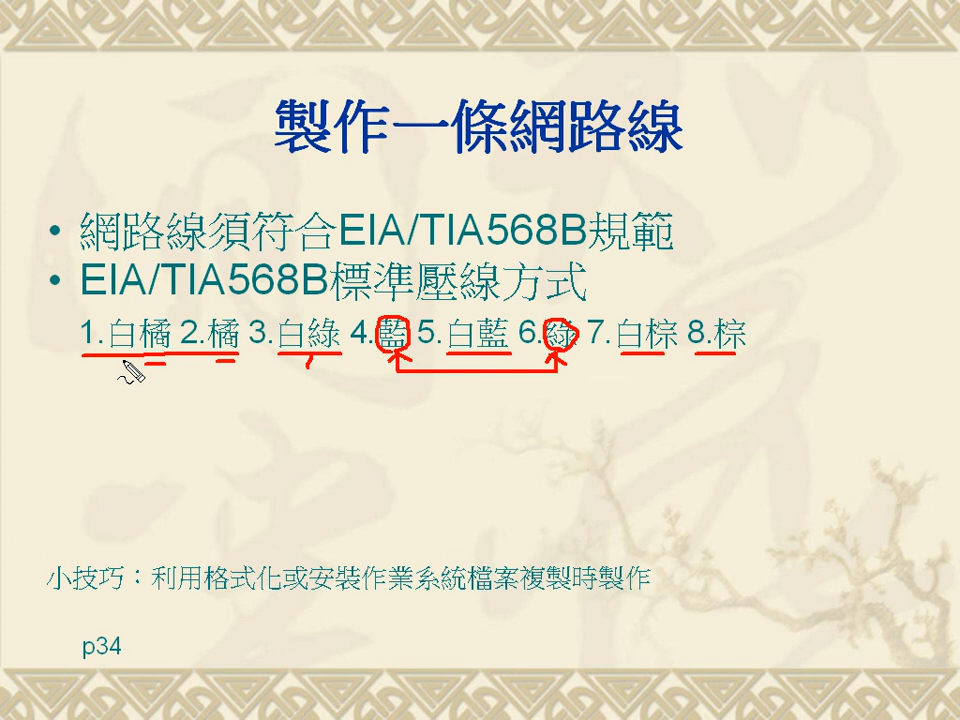 製作一條網路線
• 網路線須符合EIA/TIA568B規範
• EIA/TIA568B標準壓線方式
1.白橘 2.橘 3.白綠 4.藍 5.白藍 6.綠 7.白棕 8.棕
小技巧：利用格式化或安裝作業系統檔案複製時製作
p34